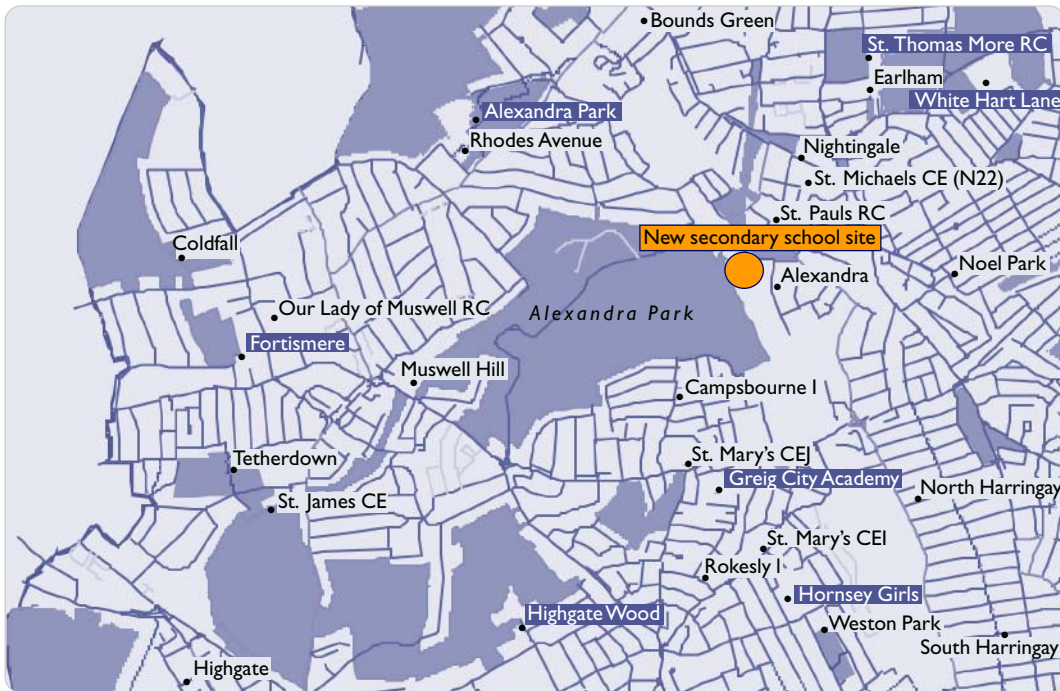 Bounds Green
St. Thomas More RC
Earlham
White Hart Lane
Alexandra Park
Rhodes Avenue
Nightingale
St. Michaels CE (N22)
St. Pauls RC
New secondary school site
Coldfall
Noel Park
Alexandra
Our Lady of Muswell RC
Alexandra Park
Fortismere
Muswell Hill
Campsbourne I
Tetherdown
St. Mary's CEJ
Greig City Academy
North Harringay
St. James CE
St. Mary's CEI
Rokesly I
Hornsey Girls
Highgate Wood
Weston Park
South Harringay
Highgate